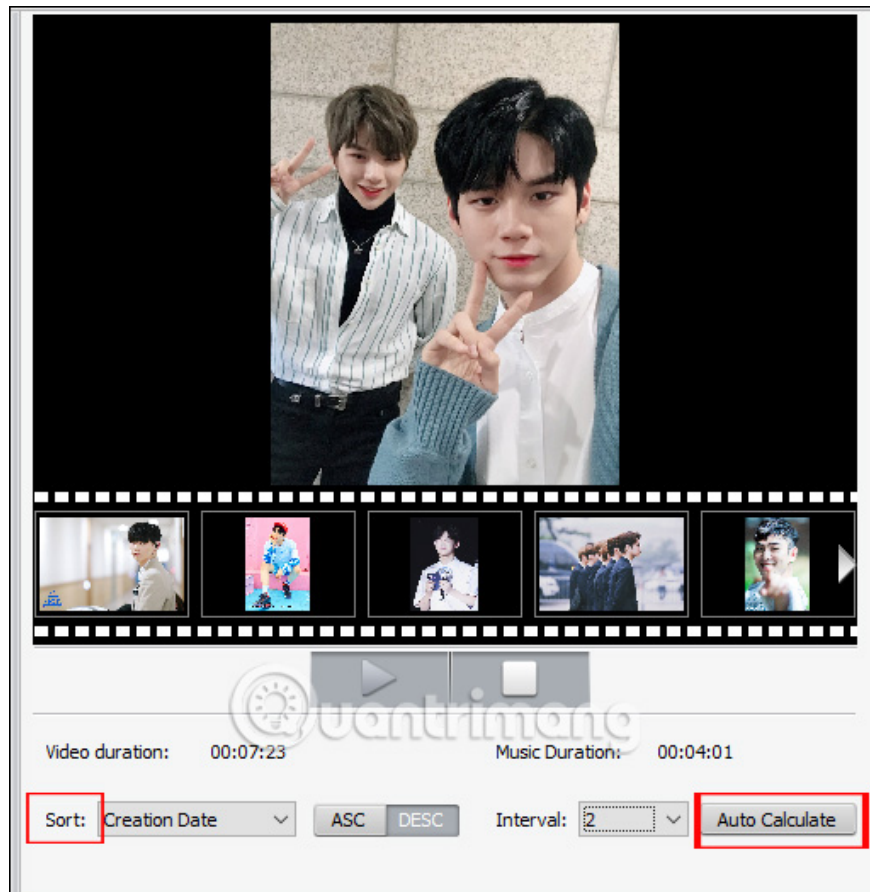 Quantrimang
Video duration: 00:07:23 Music Duration: 00:04:01
Sort: Creation Date ASC DESC Interval: 2 Auto Calculate